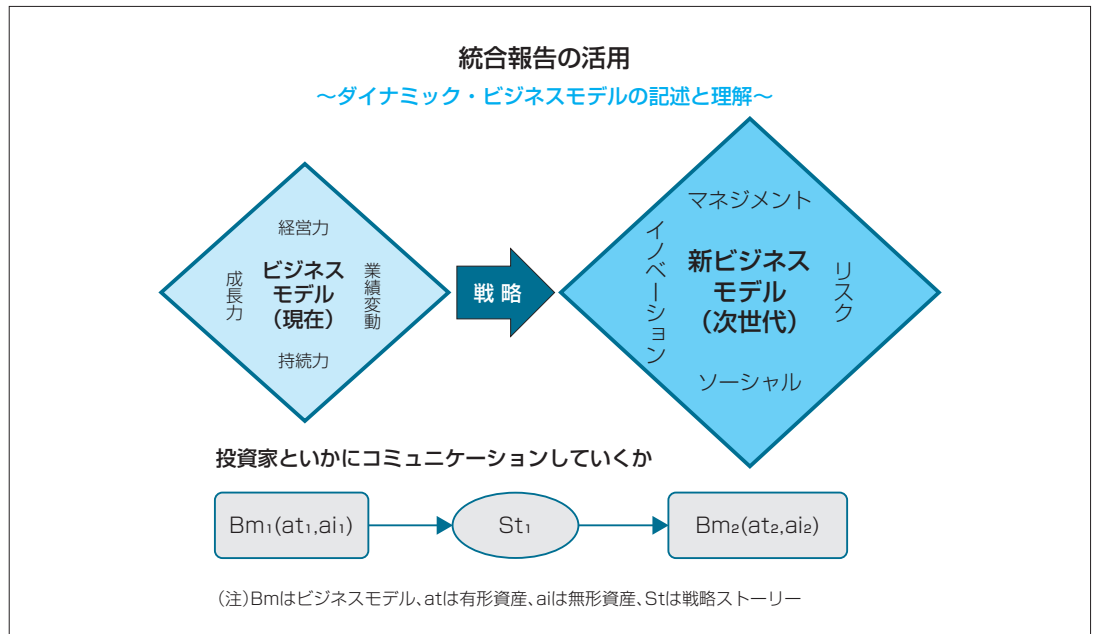 統合報告の活用
～ダイナミック・ビジネスモデルの記述と理解～
経営力
成長力
ビジネス
モデル
（現在）
業績変動
持続力
戦 略
マネジメント
イノベーション
新ビジネス
モデル
（次世代）
リスク
ソーシャル
投資家といかにコミュニケーションしていくか
Bm₁(at₁,ai₁)
St₁
Bm₂(at₂,ai₂)
（注）Bmはビジネスモデル、atは有形資産、aiは無形資産、Stは戦略ストーリー